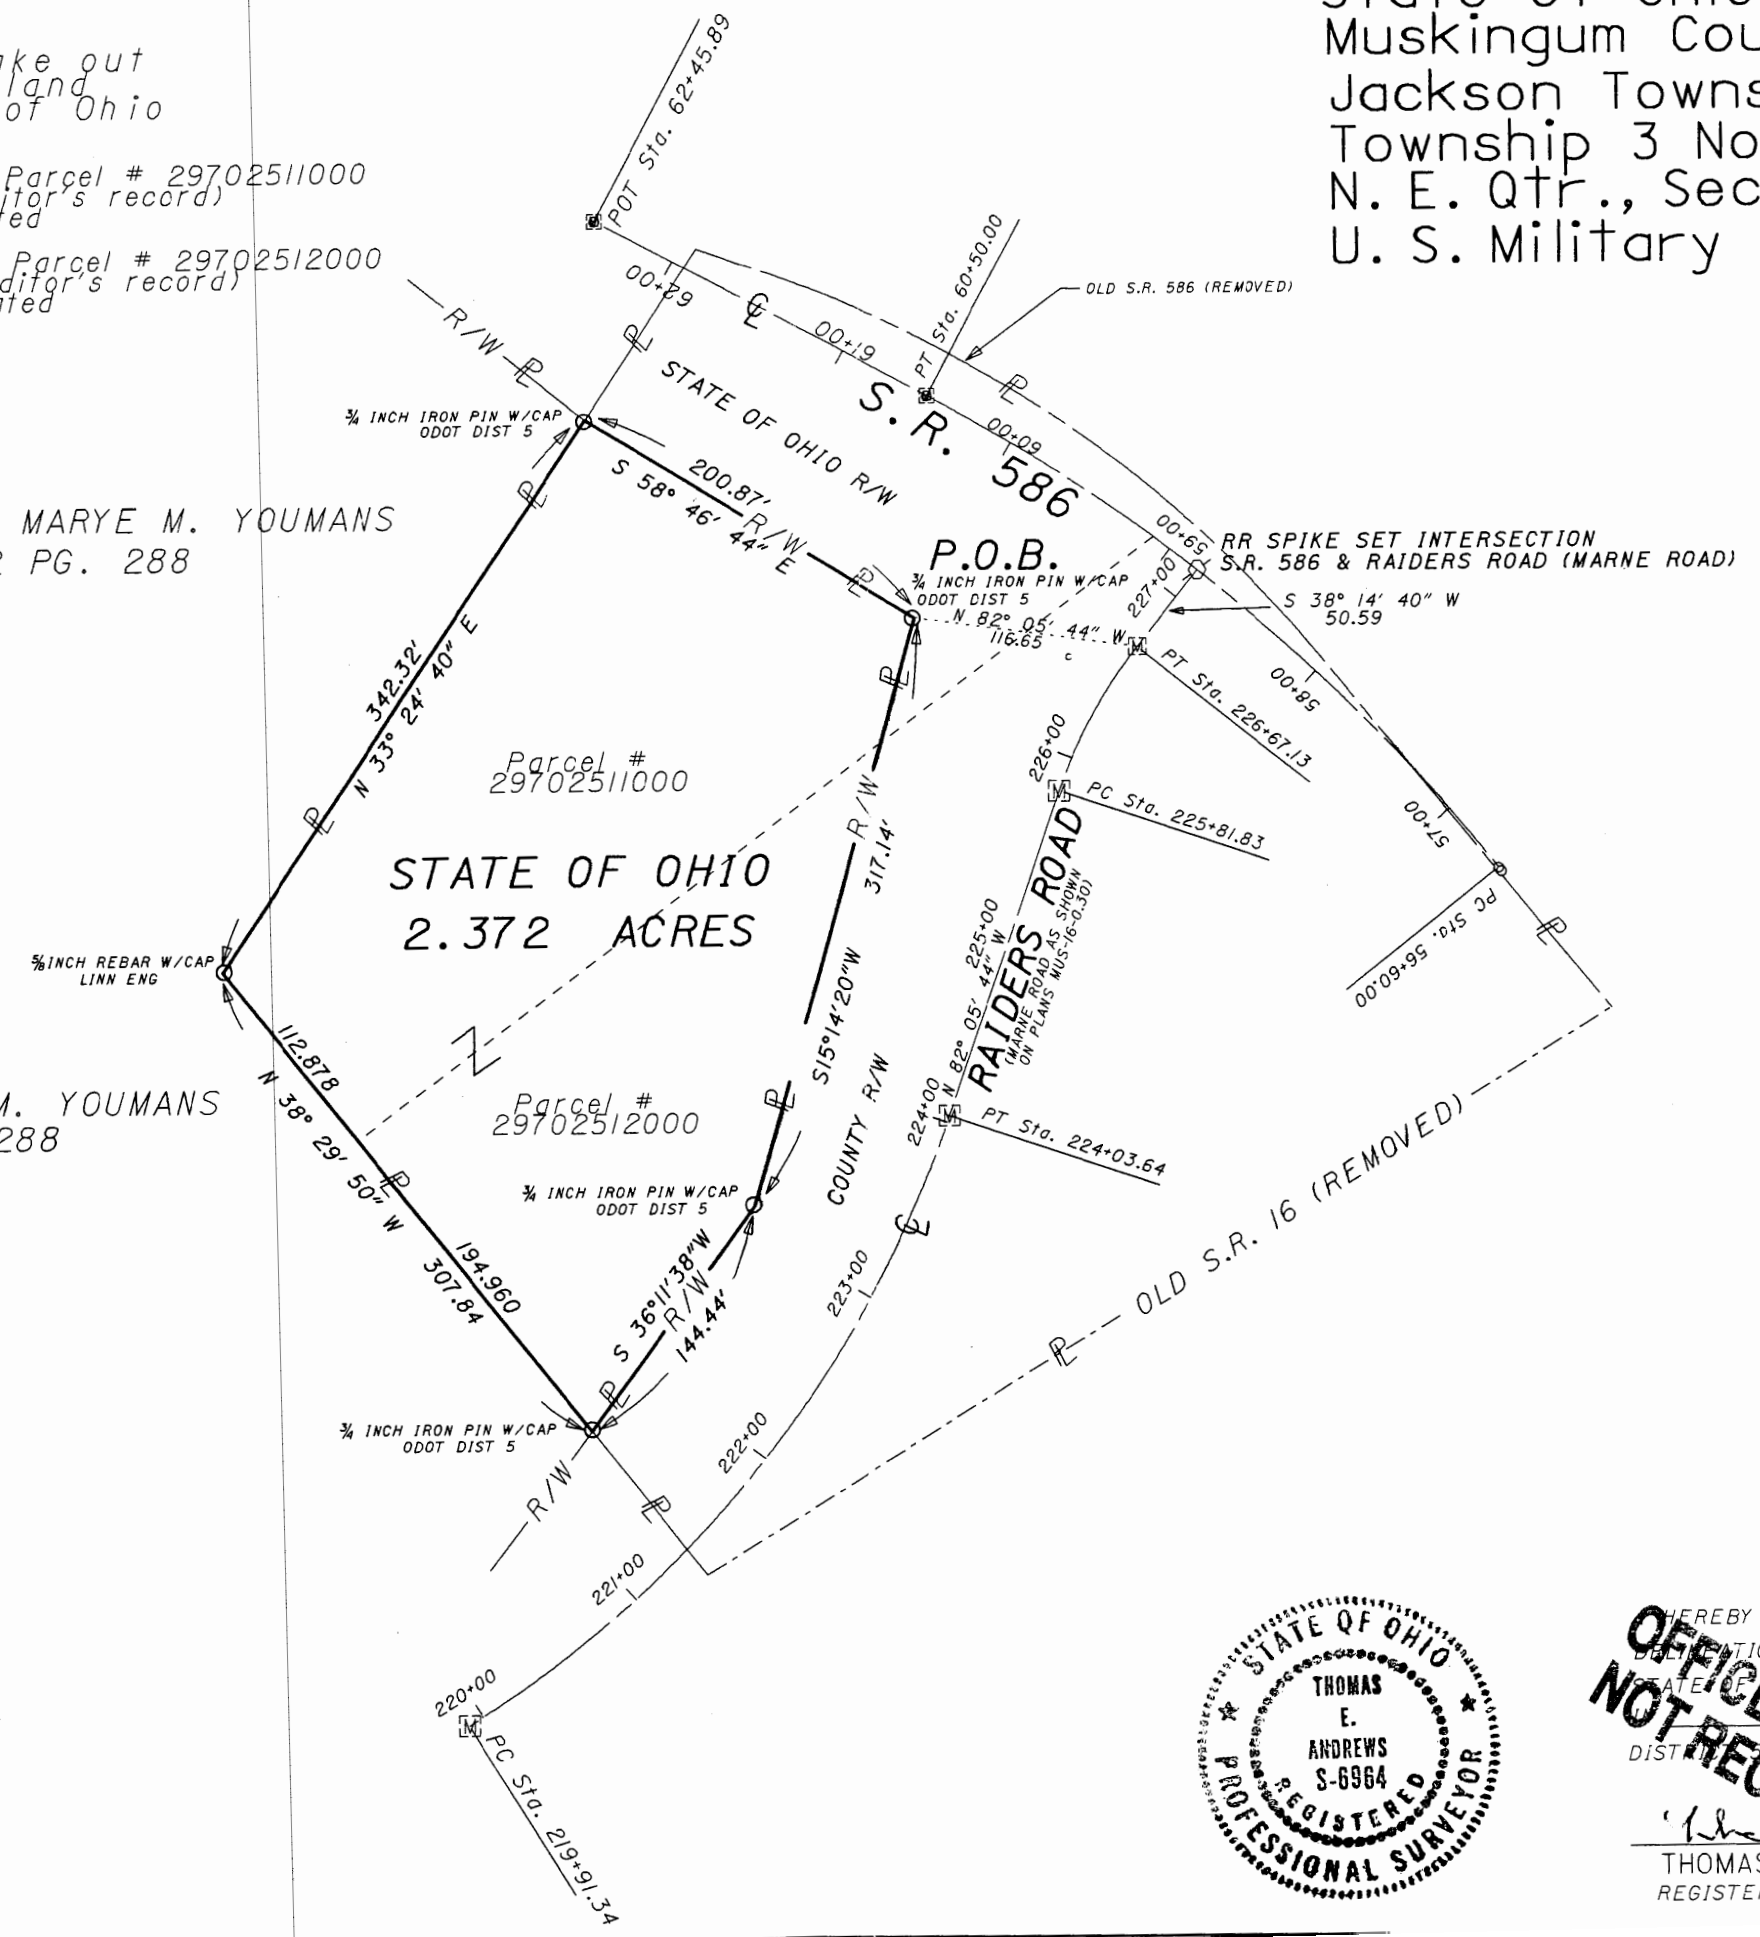 ke out
land
of Ohio
Parcel # 29702511000
itor's record)
ted
Parcel # 29702512000
ditor's record)
ated
State of Ohio
Muskingum Cou
Jackson Towns
Township 3 No
N. E. Qtr., Sec
U. S. Military
POT Sta. 62+45.89
62+00
℄
61+00
PT Sta. 60+50.00
OLD S.R. 586 (REMOVED)
R/W
STATE OF OHIO R/W
S. R. 586
60+00
59+00
¾ INCH IRON PIN W/CAP
ODOT DIST 5
200.87'
S 58° 46' 44" E
R/W
P.O.B.
¾ INCH IRON PIN W/CAP
ODOT DIST 5
RR SPIKE SET INTERSECTION
S.R. 586 & RAIDERS ROAD (MARNE ROAD)
227+00
S 38° 14' 40" W
50.59
N 82° 05' 44" W
116.65
c
MARYE M. YOUMANS
PG. 288
PT Sta. 226+67.13
58+00
342.32'
N 33° 24' 40" E
226+00
PC Sta. 225+81.83
57+00
PC Sta. 56+60.00
Parcel #
29702511000
STATE OF OHIO
2.372 ACRES
R/W
317.14'
S15°14'20"W
COUNTY R/W
225+00
N 82° 05' 44" W
RAIDERS ROAD
(MARNE ROAD AS SHOWN
ON PLANS MUS-16-0.30)
224+00
PT Sta. 224+03.64
⅝ INCH REBAR W/CAP
LINN ENG
112.878
N 38° 29' 50" W
194.960
307.84
N
M. YOUMANS
288
Parcel #
29702512000
¾ INCH IRON PIN W/CAP
ODOT DIST 5
S 36°11'38"W
R/W
144.44'
℄
223+00
OLD S.R. 16 (REMOVED)
¾ INCH IRON PIN W/CAP
ODOT DIST 5
R/W
222+00
221+00
220+00
M
PC Sta. 219+91.34
STATE OF OHIO
THOMAS
E.
ANDREWS
S-6964
REGISTERED
PROFESSIONAL SURVEYOR
HEREBY
STATE OF
OFFICE
NOT REC
THOMAS
REGISTE